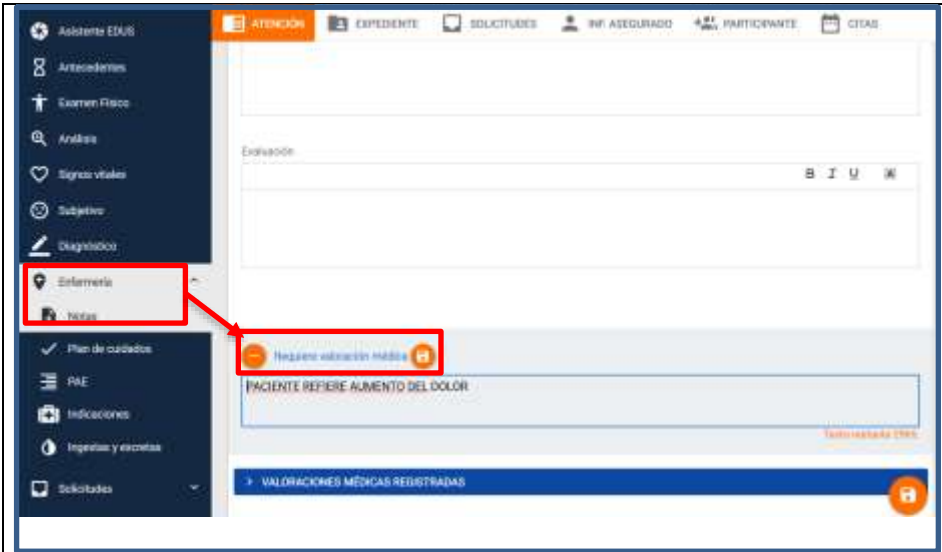 ATENCIÓN EXPEDIENTE SOLICITUDES INF. ASEGURADO PARTICIPANTE CITAS
Asistente EDUS
Antecedentes
Examen Físico
Análisis
Signos vitales
Subjetivo
Diagnóstico
Enfermería
Notas
Plan de cuidados
PAE
Indicaciones
Ingestas y excretas
Solicitudes
Evaluación
B I U
Requiere valoración médica
PACIENTE REFIERE AUMENTO DEL DOLOR
Texto restante
> VALORACIONES MÉDICAS REGISTRADAS